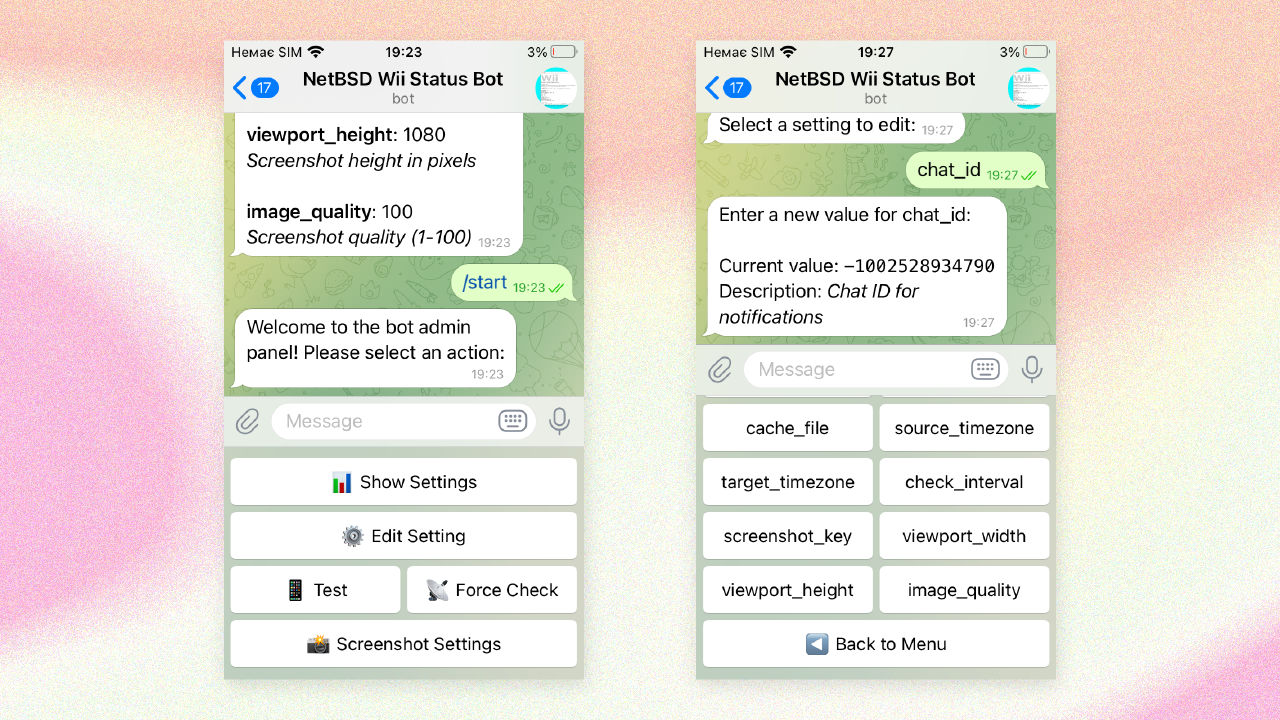 Немає SIM 19:23 3%
17 NetBSD Wii Status Bot
bot
viewport_height: 1080
Screenshot height in pixels
image_quality: 100
Screenshot quality (1-100) 19:23
/start 19:23
Welcome to the bot admin
panel! Please select an action:
19:23
Message
Show Settings
Edit Setting
Test Force Check
Screenshot Settings
Немає SIM 19:27 3%
17 NetBSD Wii Status Bot
bot
Select a setting to edit: 19:27
chat_id 19:27
Enter a new value for chat_id:
Current value: -1002528934790
Description: Chat ID for
notifications 19:27
Message
cache_file source_timezone
target_timezone check_interval
screenshot_key viewport_width
viewport_height image_quality
Back to Menu